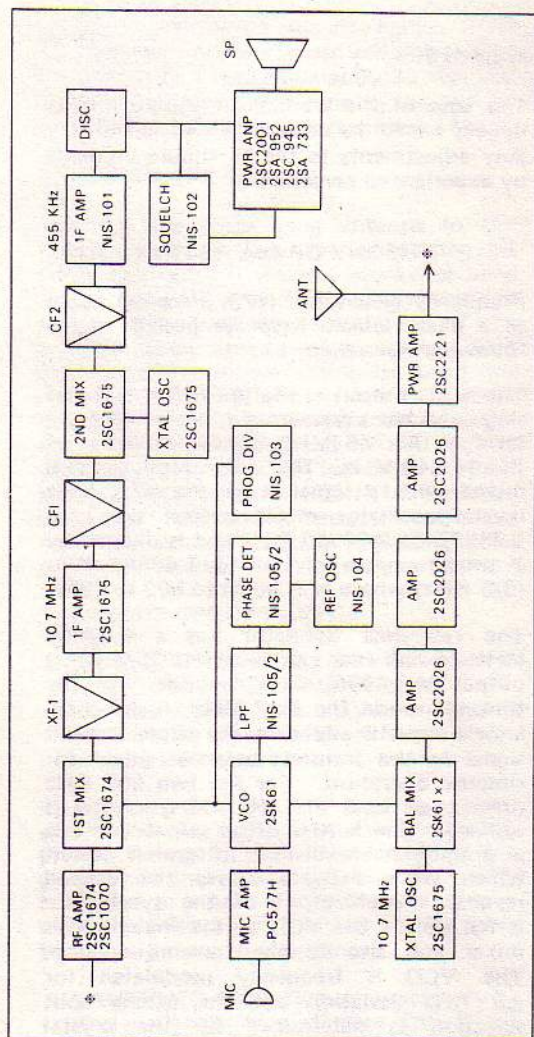 RF AMP
2SC1674
2SC1070
1ST MIX
2SC1674
XF1
10 7 MHz
1F AMP
2SC1675
CFI
2ND MIX
2SC1675
XTAL OSC
2SC1675
CF2
455 KHz
1F AMP
NIS-101
DISC
SQUELCH
NIS-102
PWR ANP
2SC2001
2SA 952
2SC 945
2SA 733
SP
MIC
MIC AMP
PC577H
VCO
2SK61
LPF
NIS-105/2
PHASE DET
NIS-105/2
REF OSC
NIS-104
PROG DIV
NIS-103
ANT
10 7 MHz
XTAL OSC
2SC1675
BAL MIX
2SK61×2
AMP
2SC2026
AMP
2SC2026
AMP
2SC2026
PWR AMP
2SC2221